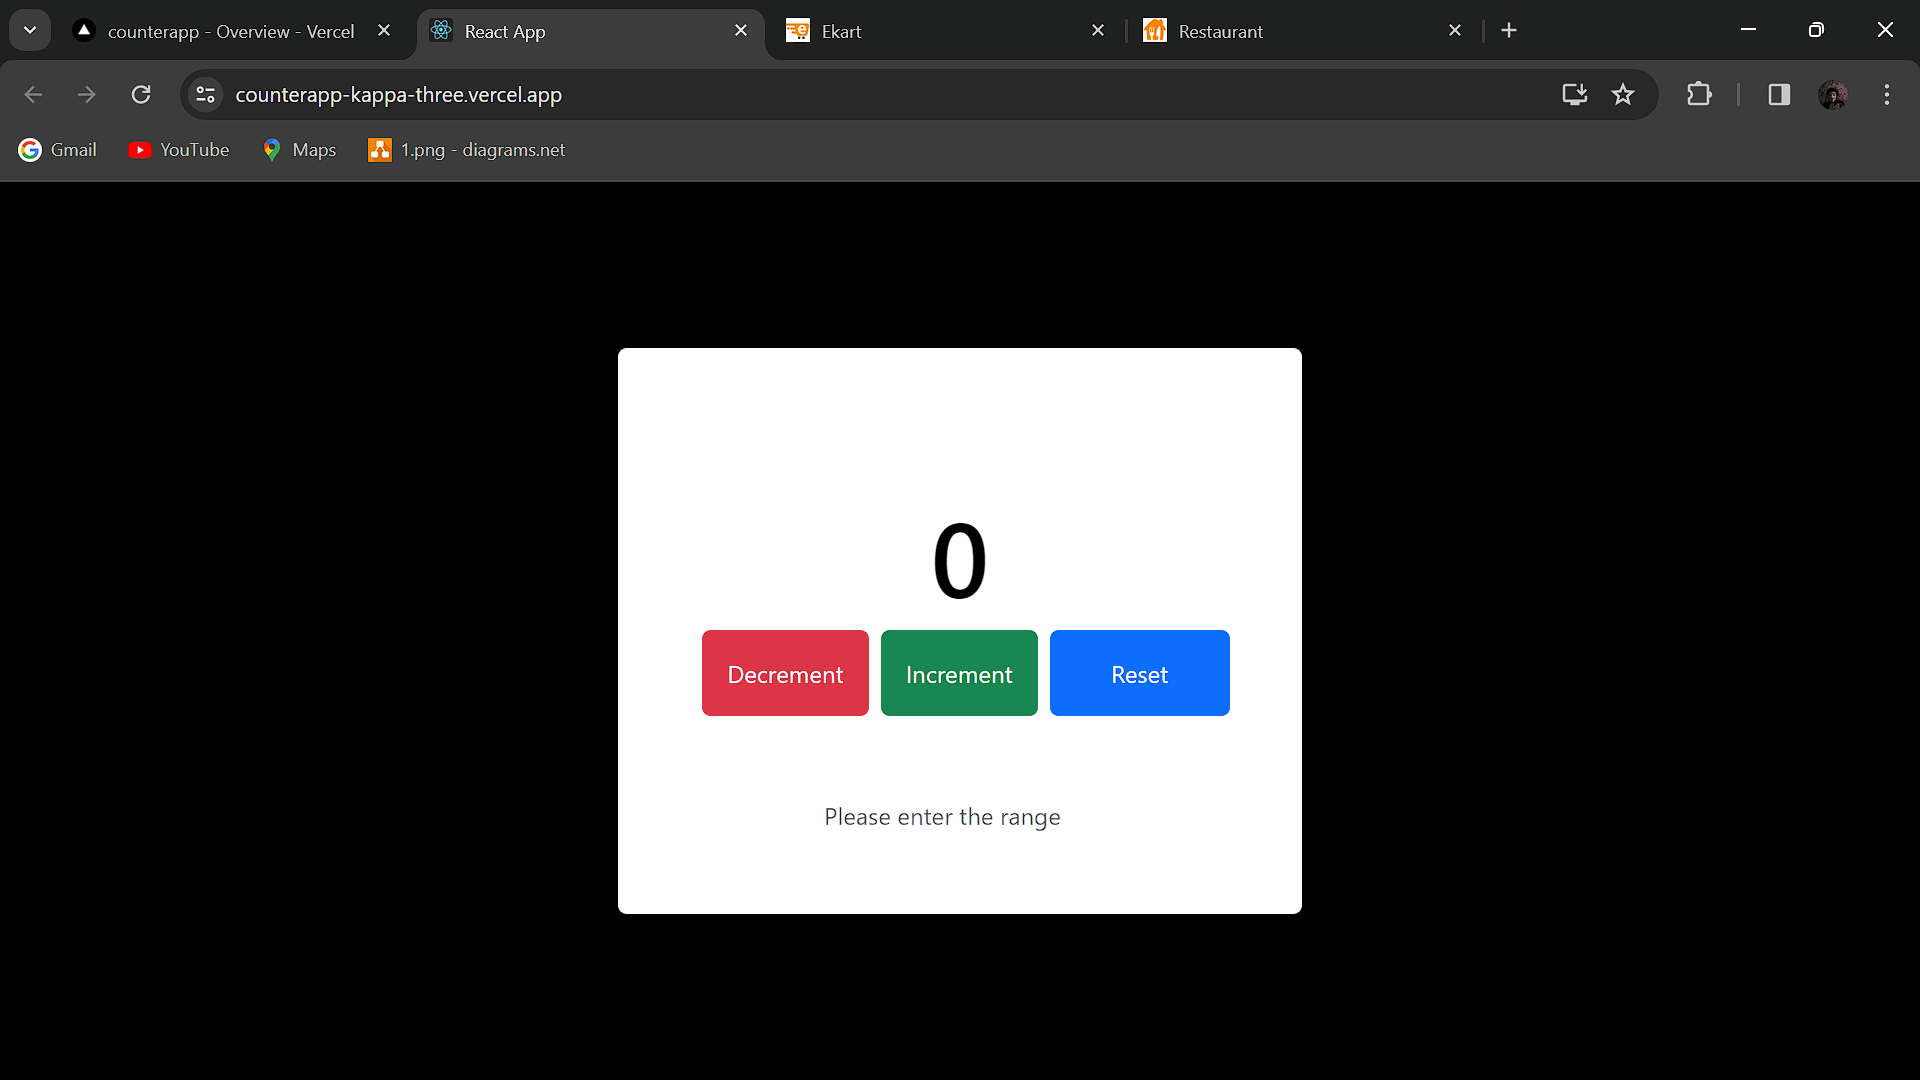 counterapp - Overview - Vercel
React App
Ekart
Restaurant
counterapp-kappa-three.vercel.app
Gmail
YouTube
Maps
1.png - diagrams.net
0
Decrement
Increment
Reset
Please enter the range